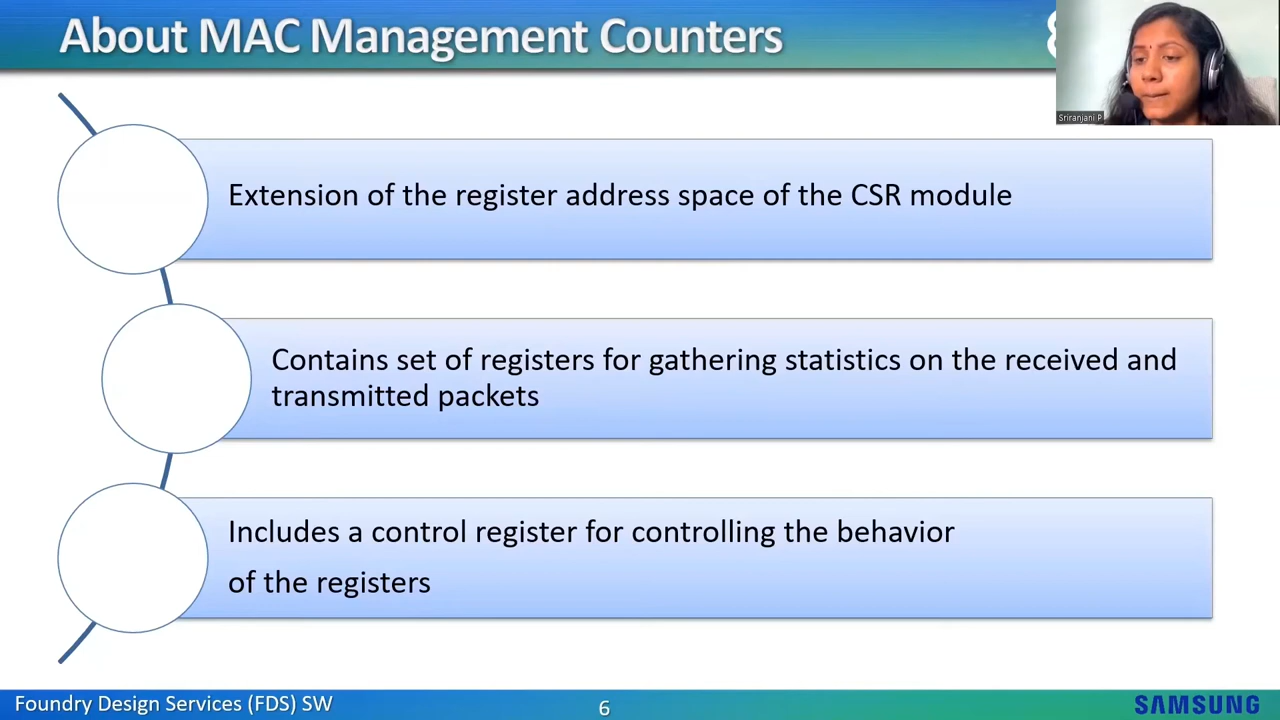 About MAC Management Counters
Sriranjani P
Extension of the register address space of the CSR module
Contains set of registers for gathering statistics on the received and
transmitted packets
Includes a control register for controlling the behavior
of the registers
Foundry Design Services (FDS) SW
6
SAMSUNG